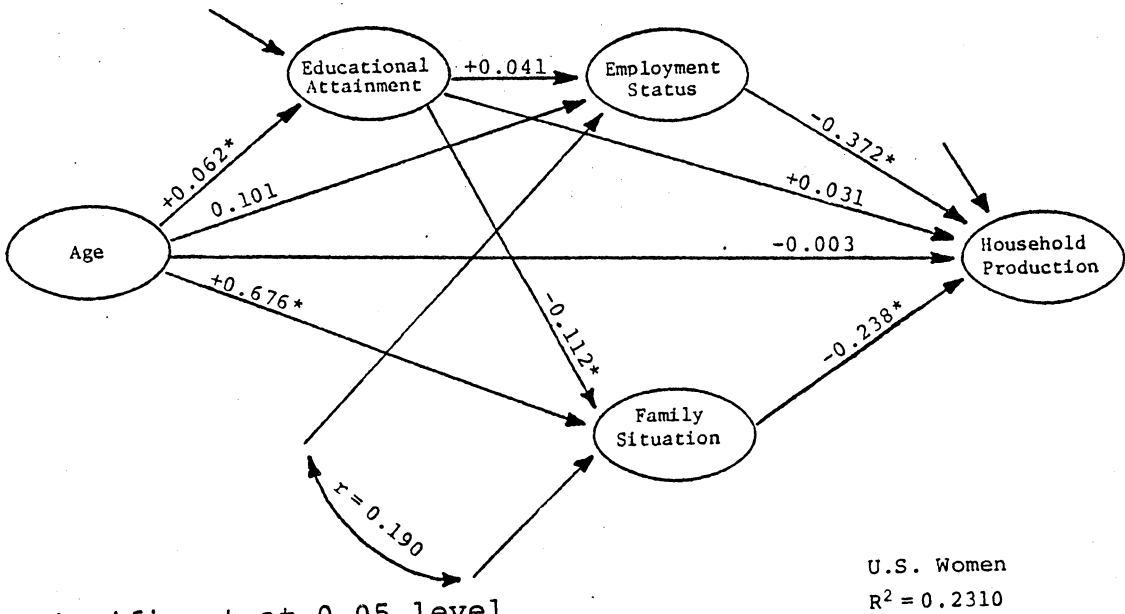 Educational
Attainment
+0.041
Employment
Status
+0.062*
0.101
-0.372*
+0.031
Age
-0.003
Household
Production
+0.676*
-0.112*
-0.238*
Family
Situation
r = 0.190
U.S. Women
R² = 0.2310
at 0.05 level